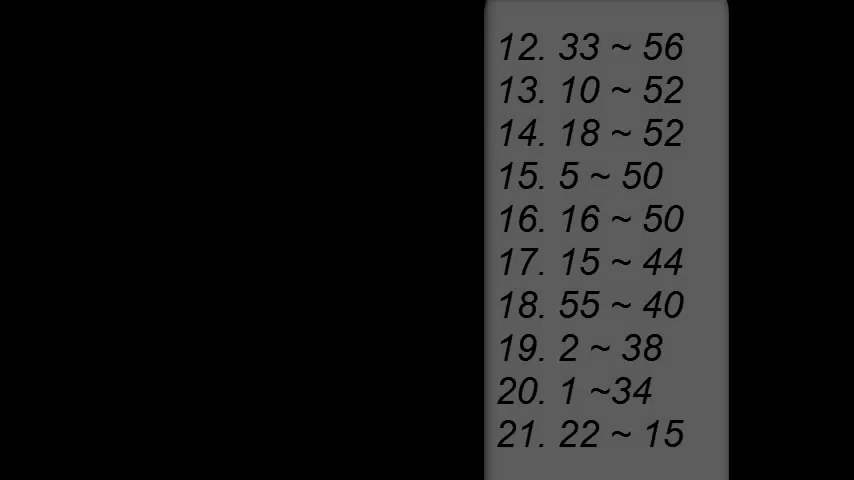 12. 33 ~ 56
13. 10 ~ 52
14. 18 ~ 52
15. 5 ~ 50
16. 16 ~ 50
17. 15 ~ 44
18. 55 ~ 40
19. 2 ~ 38
20. 1 ~34
21. 22 ~ 15